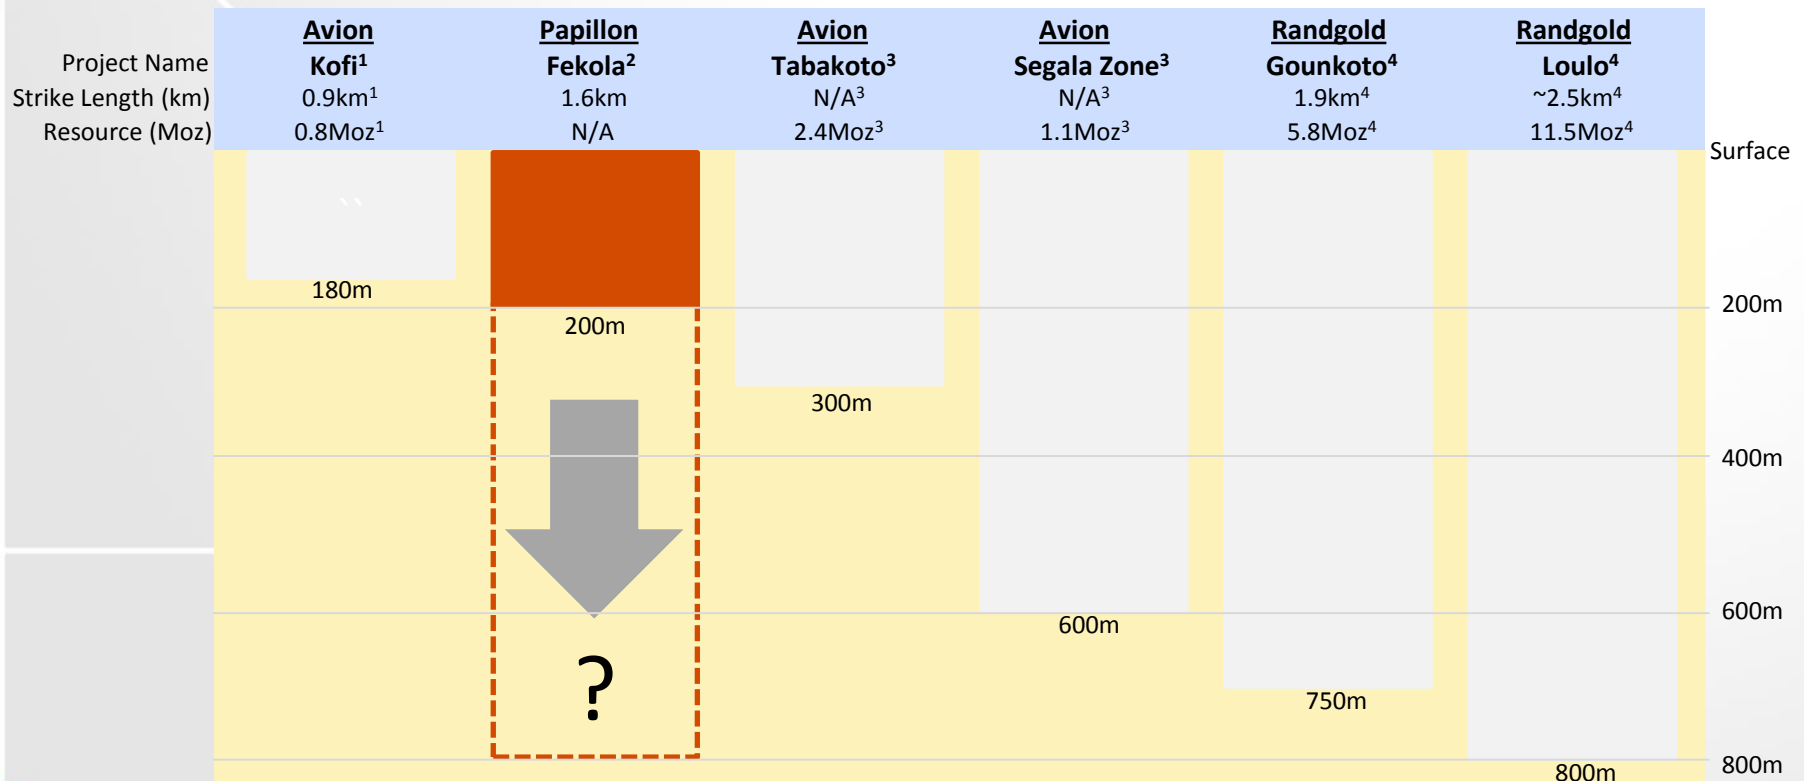 Avion Papillon Avion Avion Randgold Randgold
Project Name Kofi¹ Fekola² Tabakoto³ Segala Zone³ Gounkoto⁴ Loulo⁴
Strike Length (km) 0.9km¹ 1.6km N/A³ N/A³ 1.9km⁴ ~2.5km⁴
Resource (Moz) 0.8Moz¹ N/A 2.4Moz³ 1.1Moz³ 5.8Moz⁴ 11.5Moz⁴
Surface
``
180m
200m
200m
300m
400m
600m
600m
?
750m
800m
800m